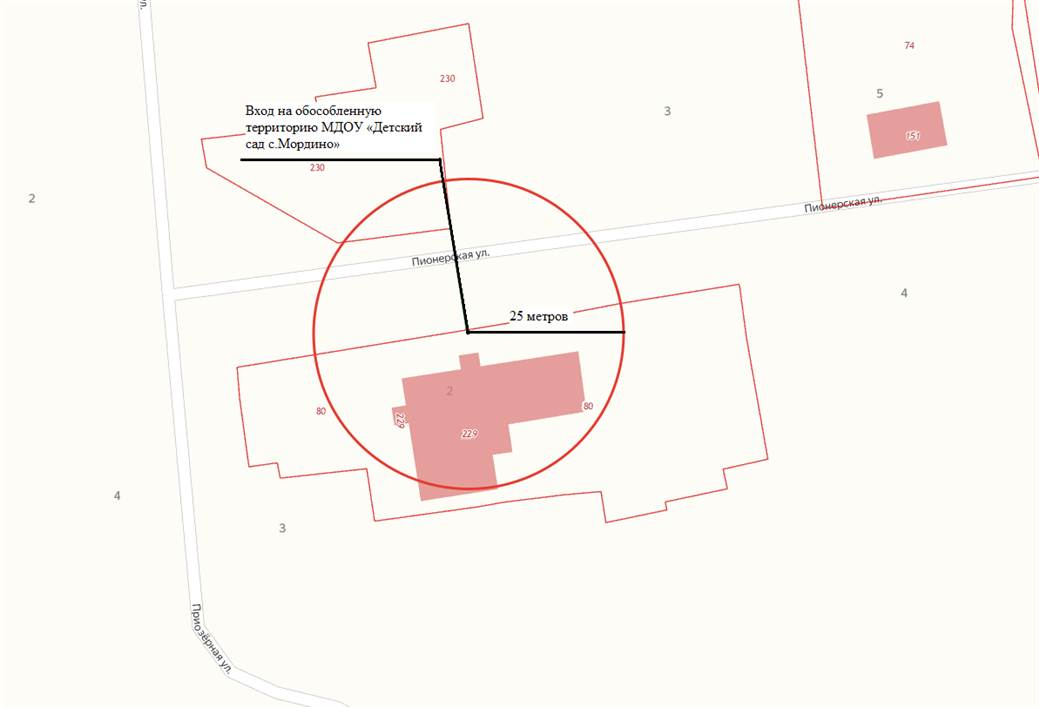 ул.
74
230
5
Вход на обособленную
территорию МДОУ «Детский
сад с.Мордино»
3
151
230
2
Пионерская ул.
Пионерская ул.
4
25 метров
2
80
80
229
229
4
3
Приозёрная ул.